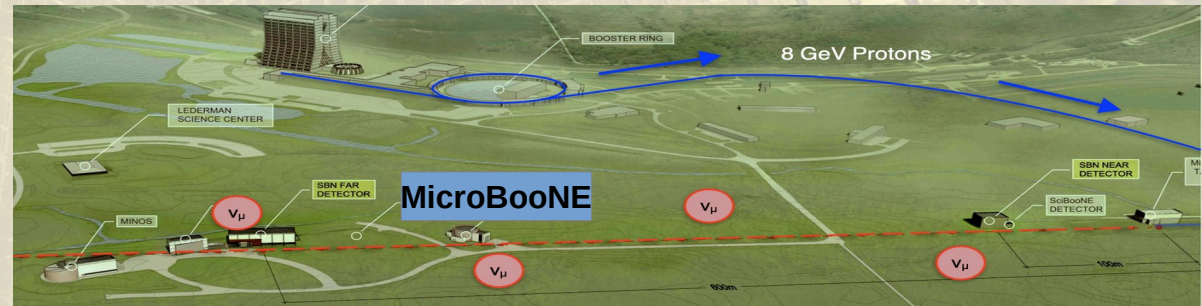 BOOSTER RING
8 GeV Protons
LEDERMAN
SCIENCE CENTER
SBN FAR
DETECTOR
MicroBooNE
SBN NEAR
DETECTOR
SciBooNE
DETECTOR
MINOS
νμ
νμ
νμ
νμ
100m
600m